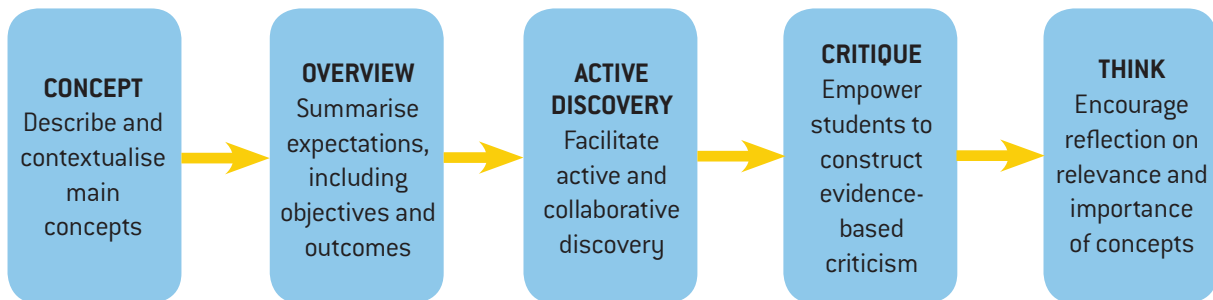 CONCEPT
Describe and
contextualise
main
concepts
OVERVIEW
Summarise
expectations,
including
objectives and
outcomes
ACTIVE
DISCOVERY
Facilitate
active and
collaborative
discovery
CRITIQUE
Empower
students to
construct
evidence-
based
criticism
THINK
Encourage
reflection on
relevance and
importance
of concepts